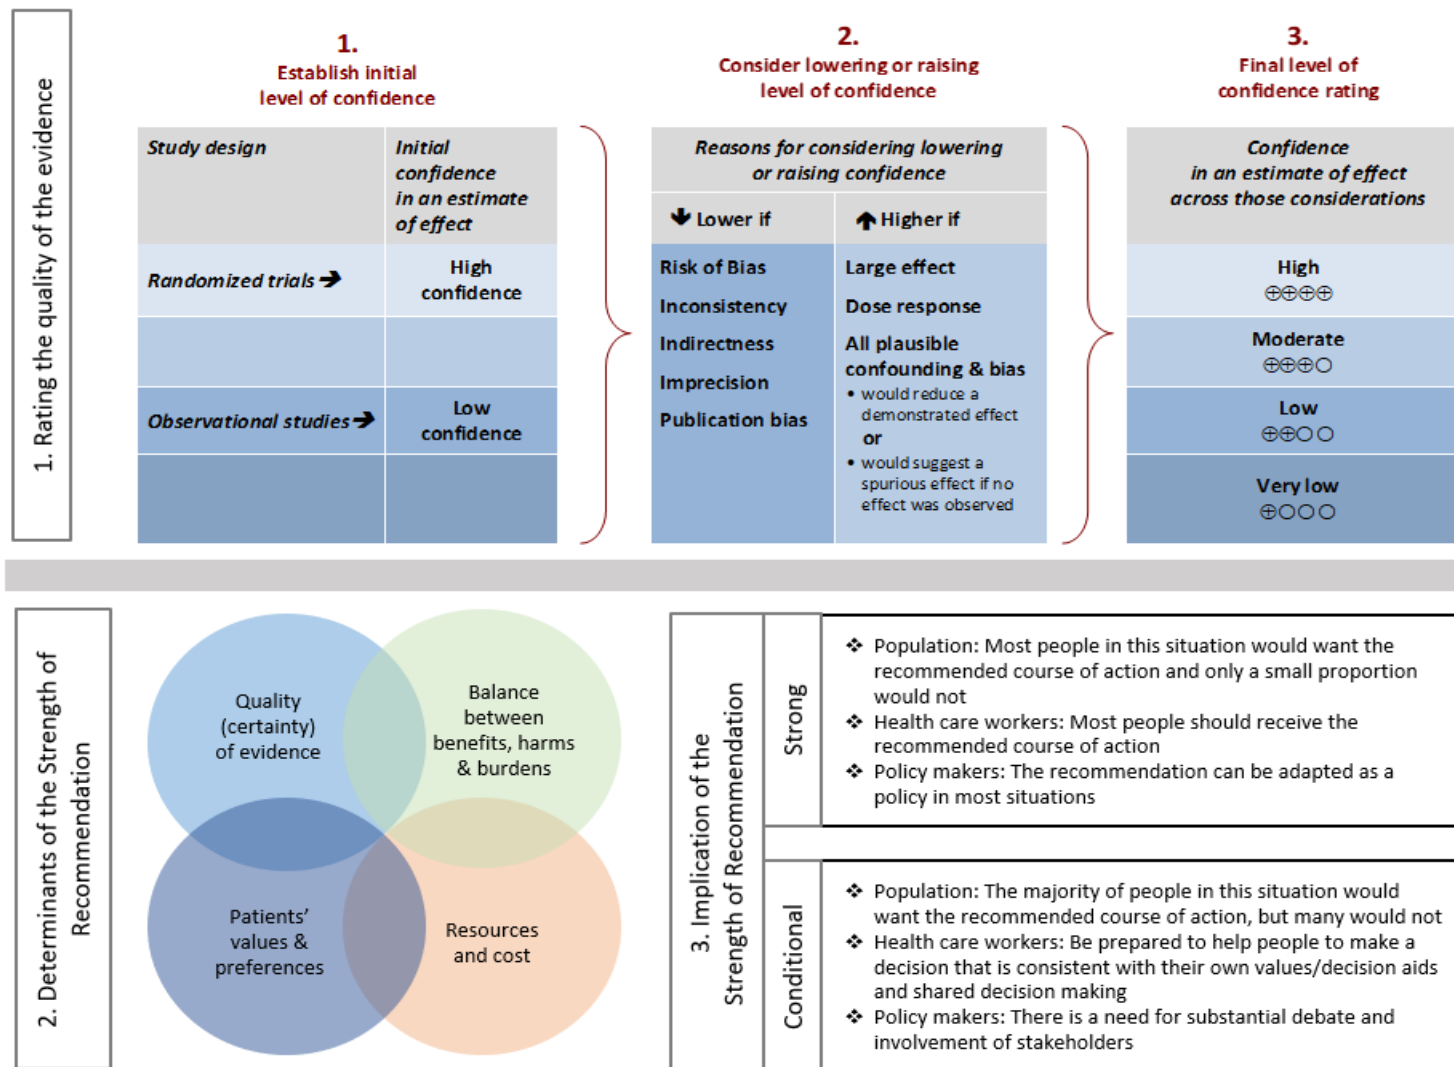 1. Rating the quality of the evidence
1.
Establish initial
level of confidence
Study design
Initial
confidence
in an estimate
of effect
Randomized trials ➔
High
confidence
Observational studies ➔
Low
confidence
2.
Consider lowering or raising
level of confidence
Reasons for considering lowering
or raising confidence
🡇 Lower if
Risk of Bias
Inconsistency
Indirectness
Imprecision
Publication bias
🡅 Higher if
Large effect
Dose response
All plausible
confounding & bias
• would reduce a
demonstrated effect
or
• would suggest a
spurious effect if no
effect was observed
3.
Final level of
confidence rating
Confidence
in an estimate of effect
across those considerations
High
⊕⊕⊕⊕
Moderate
⊕⊕⊕○
Low
⊕⊕○○
Very low
⊕○○○
2. Determinants of the Strength of
Recommendation
Quality
(certainty)
of evidence
Balance
between
benefits, harms
& burdens
Patients’
values &
preferences
Resources
and cost
3. Implication of the
Strength of Recommendation
Strong
❖ Population: Most people in this situation would want the
recommended course of action and only a small proportion
would not
❖ Health care workers: Most people should receive the
recommended course of action
❖ Policy makers: The recommendation can be adapted as a
policy in most situations
Conditional
❖ Population: The majority of people in this situation would
want the recommended course of action, but many would not
❖ Health care workers: Be prepared to help people to make a
decision that is consistent with their own values/decision aids
and shared decision making
❖ Policy makers: There is a need for substantial debate and
involvement of stakeholders